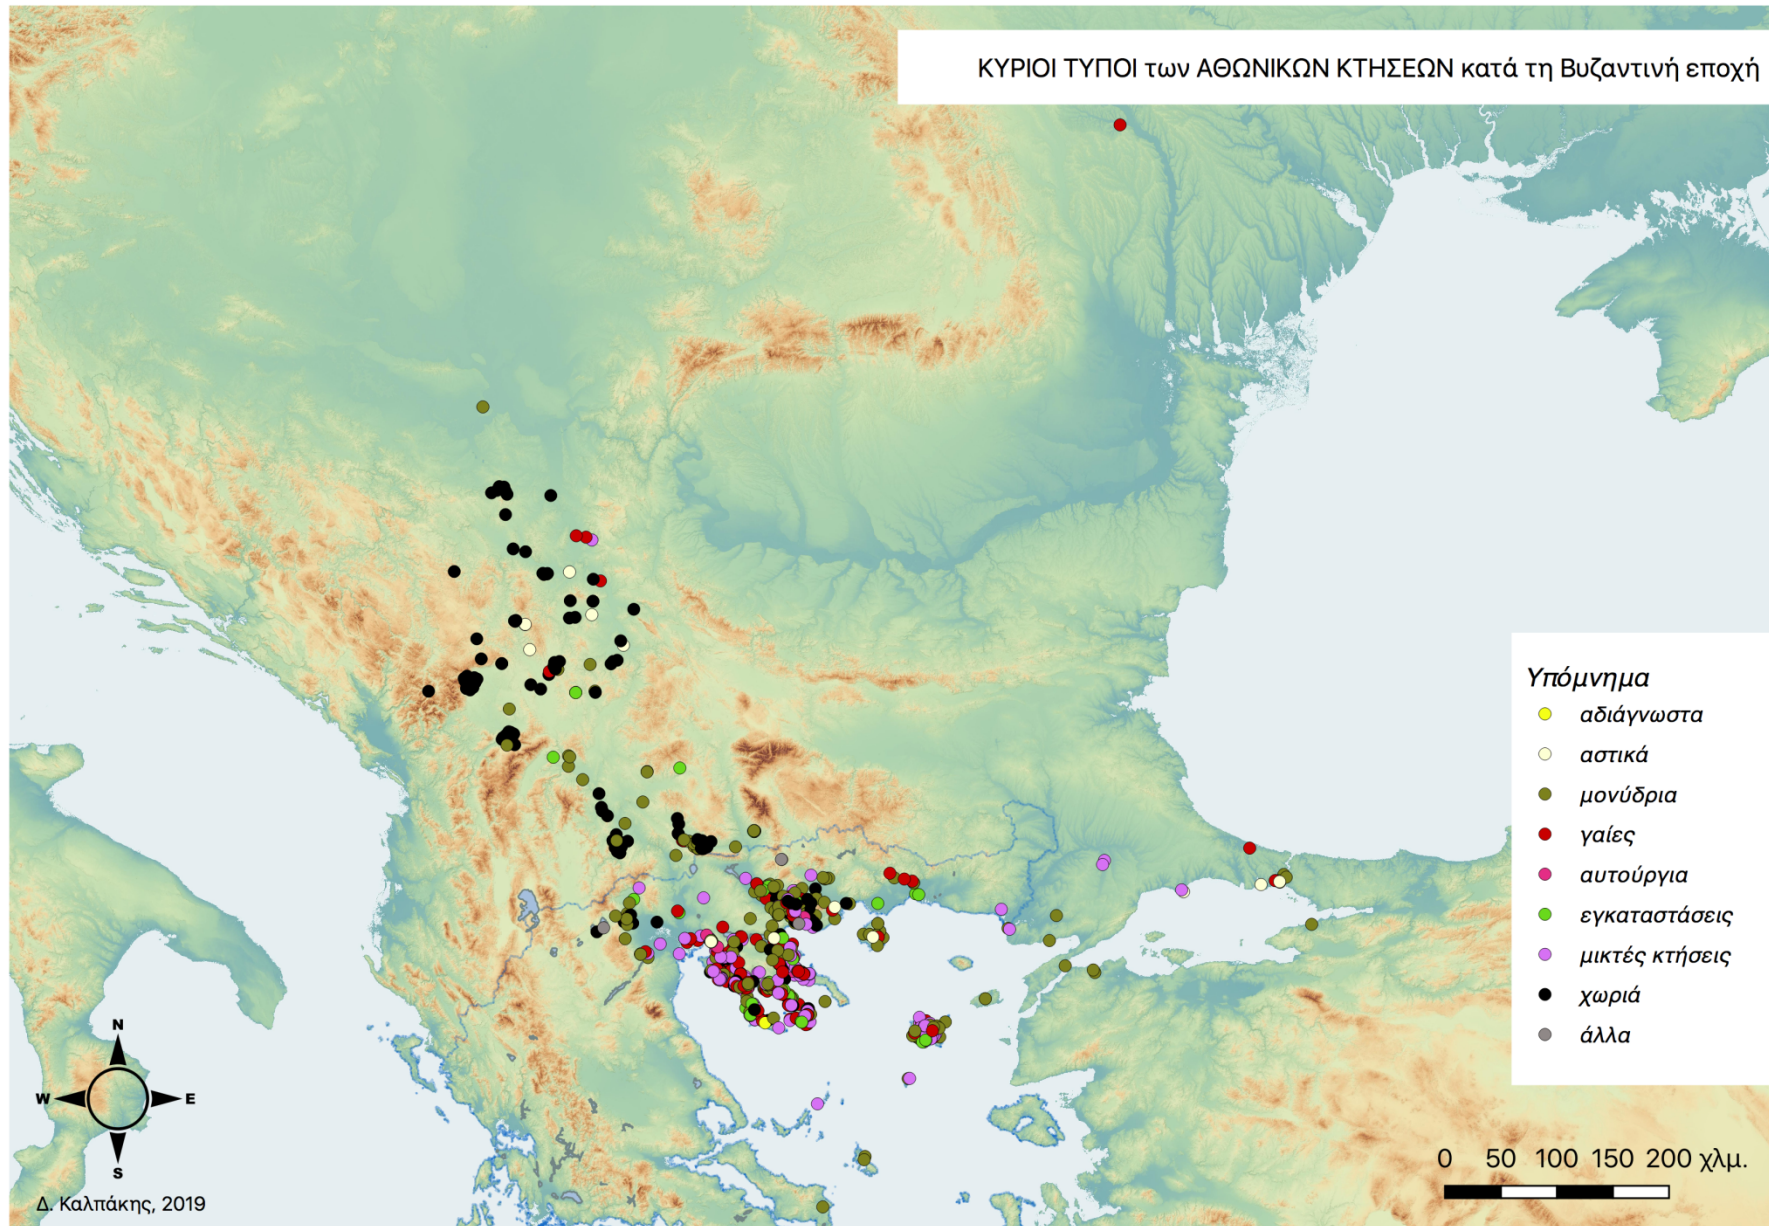 ΚΥΡΙΟΙ ΤΥΠΟΙ των ΑΘΩΝΙΚΩΝ ΚΤΗΣΕΩΝ κατά τη Βυζαντινή εποχή
Υπόμνημα
αδιάγνωστα
αστικά
μονύδρια
γαίες
αυτούργια
εγκαταστάσεις
μικτές κτήσεις
χωριά
άλλα
N
W E
S
0 50 100 150 200 χλμ.
Δ. Καλπάκης, 2019